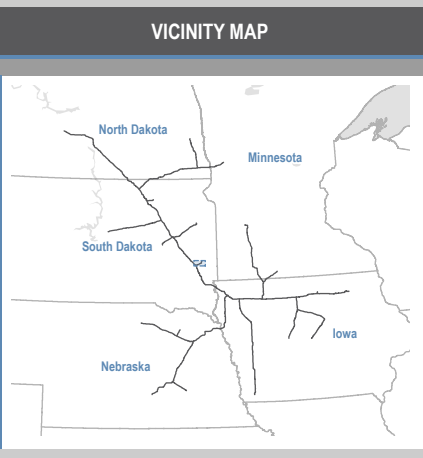 VICINITY MAP
North Dakota
Minnesota
South Dakota
Iowa
Nebraska